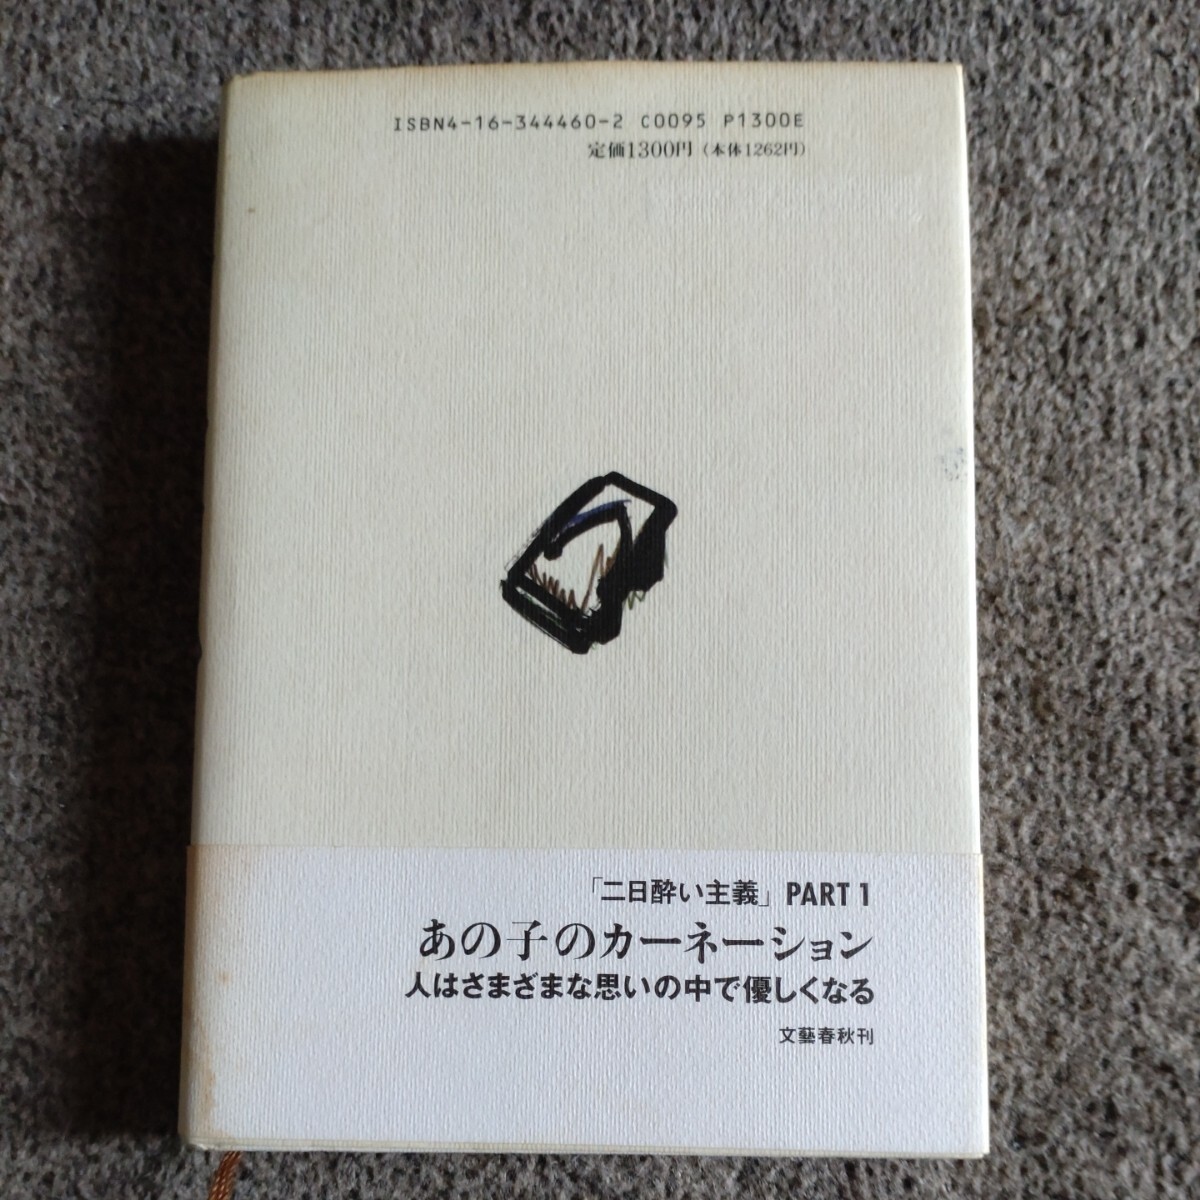 ISBN4-16-344460-2 C0095 P1300E
定価1300円(本体1262円)
「二日酔い主義」PART 1
あの子のカーネーション
人はさまざまな思いの中で優しくなる
文藝春秋刊